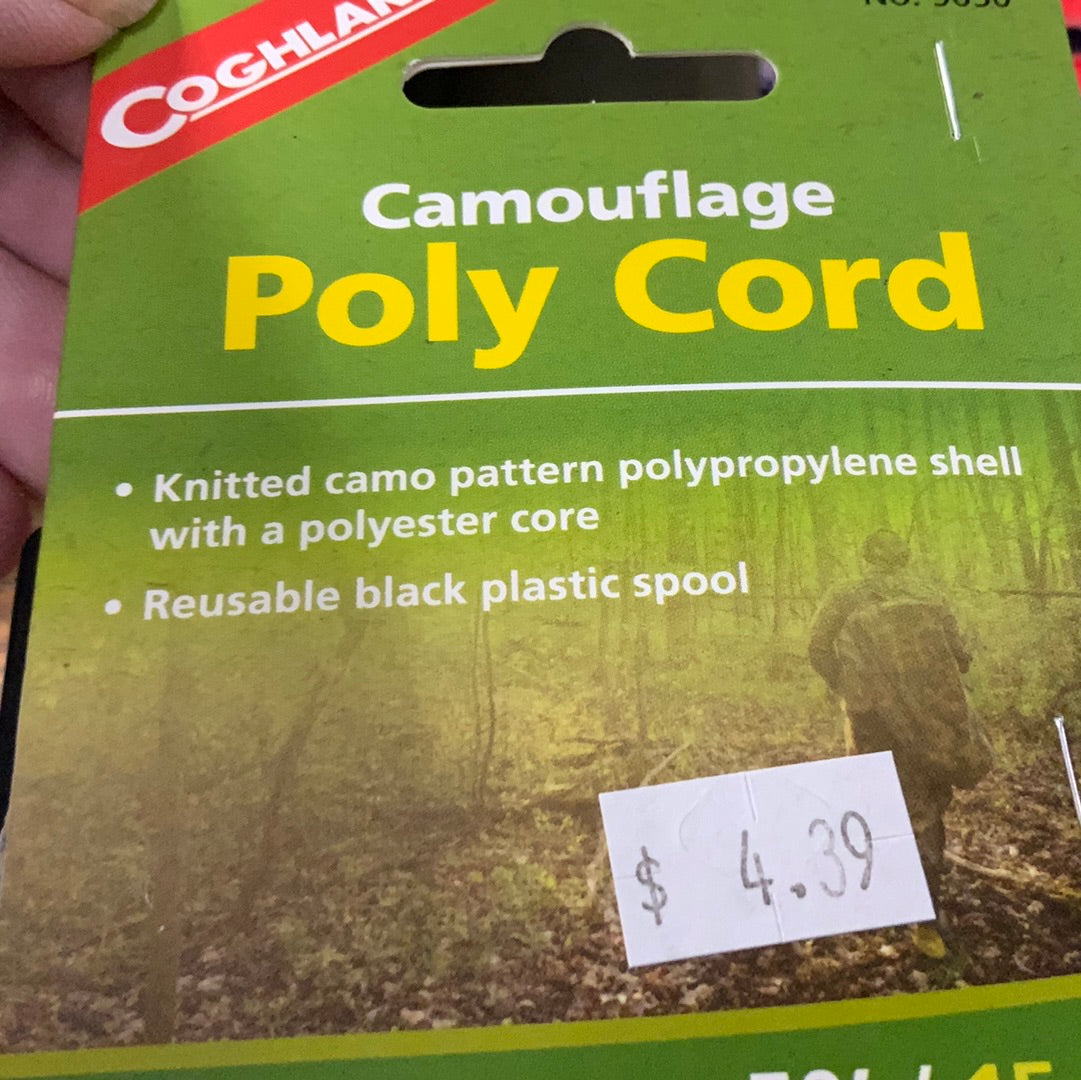 COGHLAN
Camouflage
Poly Cord
• Knitted camo pattern polypropylene shell
with a polyester core
• Reusable black plastic spool
$ 4.39